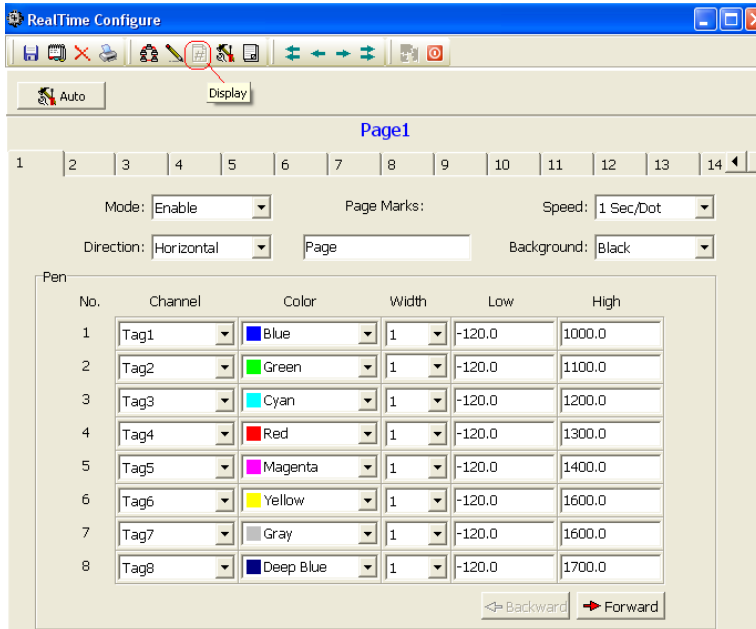 RealTime Configure
#
Display
Auto
Page1
1 2 3 4 5 6 7 8 9 10 11 12 13 14
Mode: Enable Page Marks: Speed: 1 Sec/Dot
Direction: Horizontal Page Background: Black
Pen
No. Channel Color Width Low High
1 Tag1 Blue 1 -120.0 1000.0
2 Tag2 Green 1 -120.0 1100.0
3 Tag3 Cyan 1 -120.0 1200.0
4 Tag4 Red 1 -120.0 1300.0
5 Tag5 Magenta 1 -120.0 1400.0
6 Tag6 Yellow 1 -120.0 1600.0
7 Tag7 Gray 1 -120.0 1600.0
8 Tag8 Deep Blue 1 -120.0 1700.0
Backward Forward